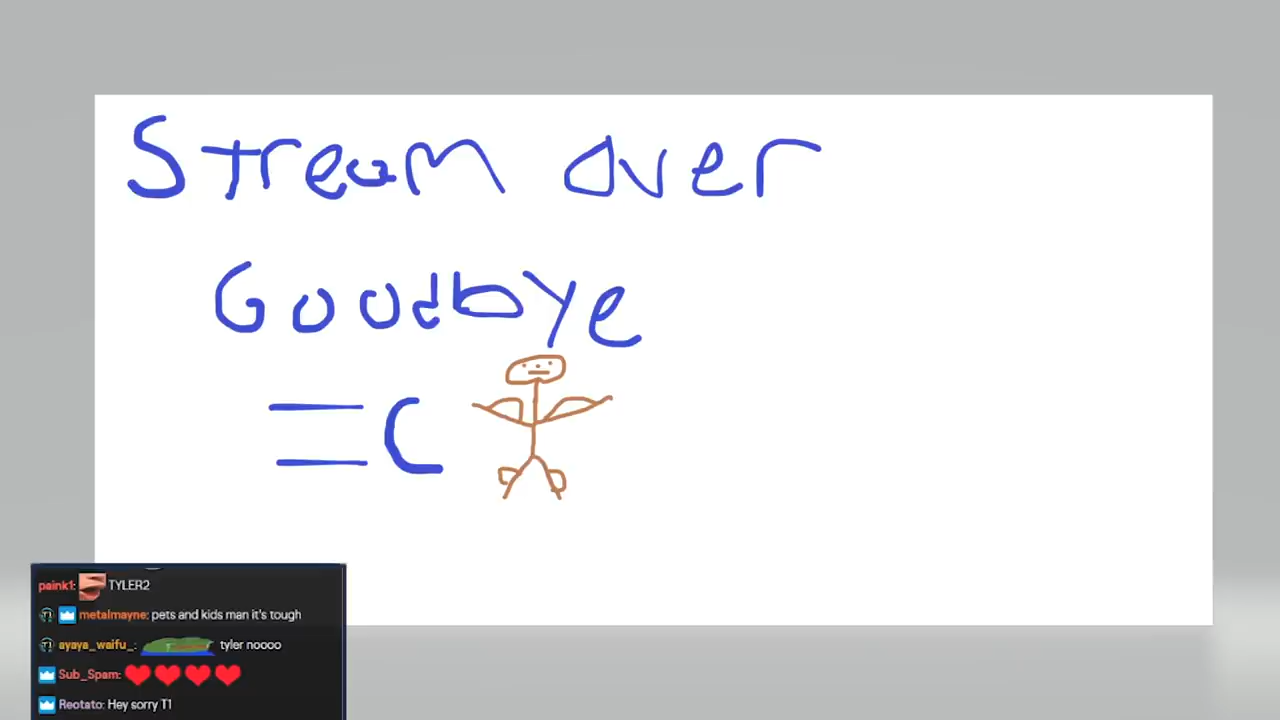 Stream over
Goodbye
=C
paink1: TYLER2
metalmayne: pets and kids man it's tough
ayaya_waifu_: tyler noooo
Sub_Spam:
Reotato: Hey sorry T1